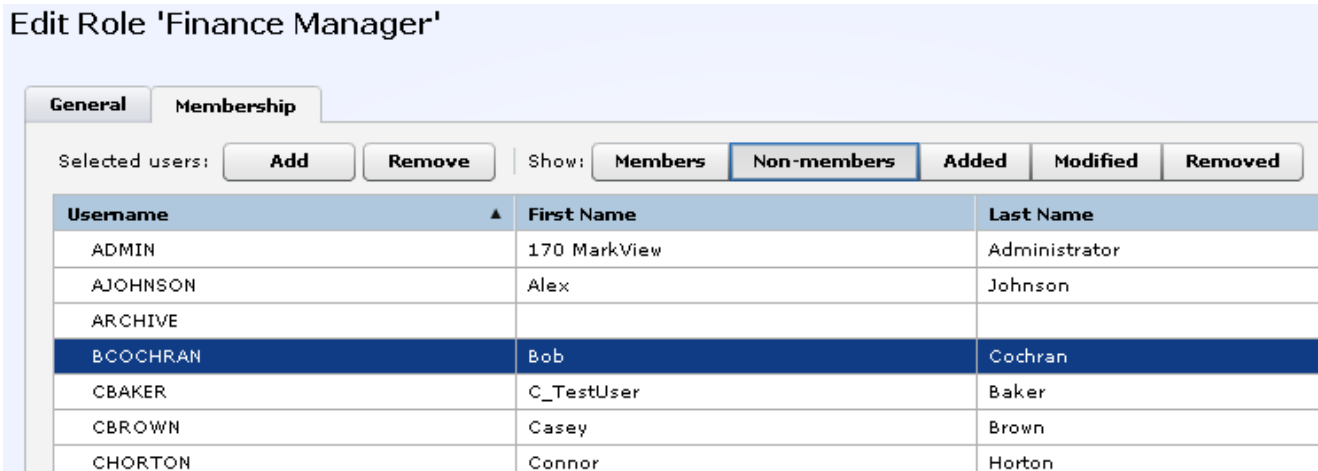 Edit Role 'Finance Manager'
General Membership
Selected users: Add Remove Show: Members Non-members Added Modified Removed
Username ▲ First Name Last Name
ADMIN 170 MarkView Administrator
AJOHNSON Alex Johnson
ARCHIVE
BCOCHRAN Bob Cochran
CBAKER C_TestUser Baker
CBROWN Casey Brown
CHORTON Connor Horton